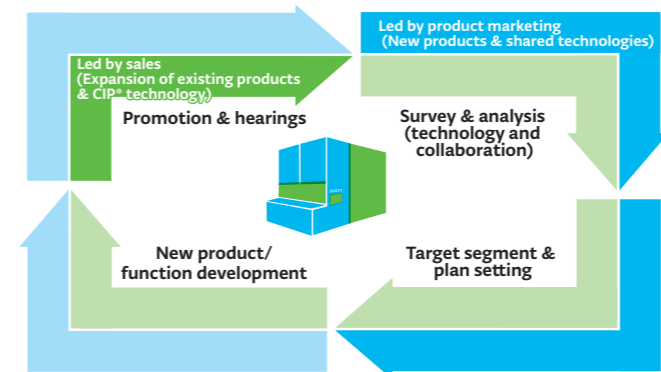 Led by product marketing
(New products & shared technologies)
Led by sales
(Expansion of existing products
& CIP* technology)
Promotion & hearings
Survey & analysis
(technology and
collaboration)
New product/
function development
Target segment &
plan setting